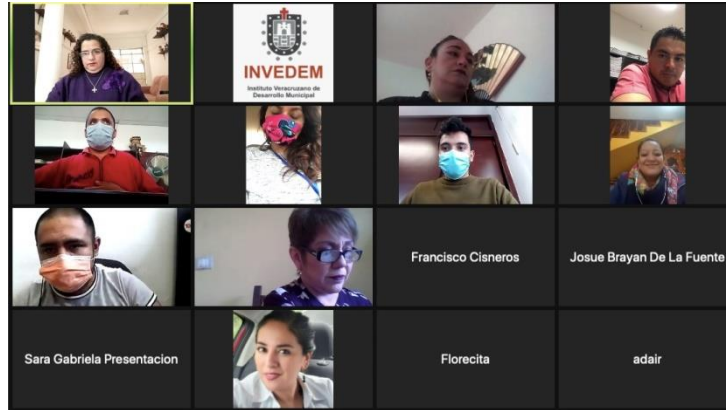 INVEDEM
Instituto Veracruzano de
Desarrollo Municipal
Francisco Cisneros
Josue Brayan De La Fuente
Sara Gabriela Presentacion
Florecita
adair